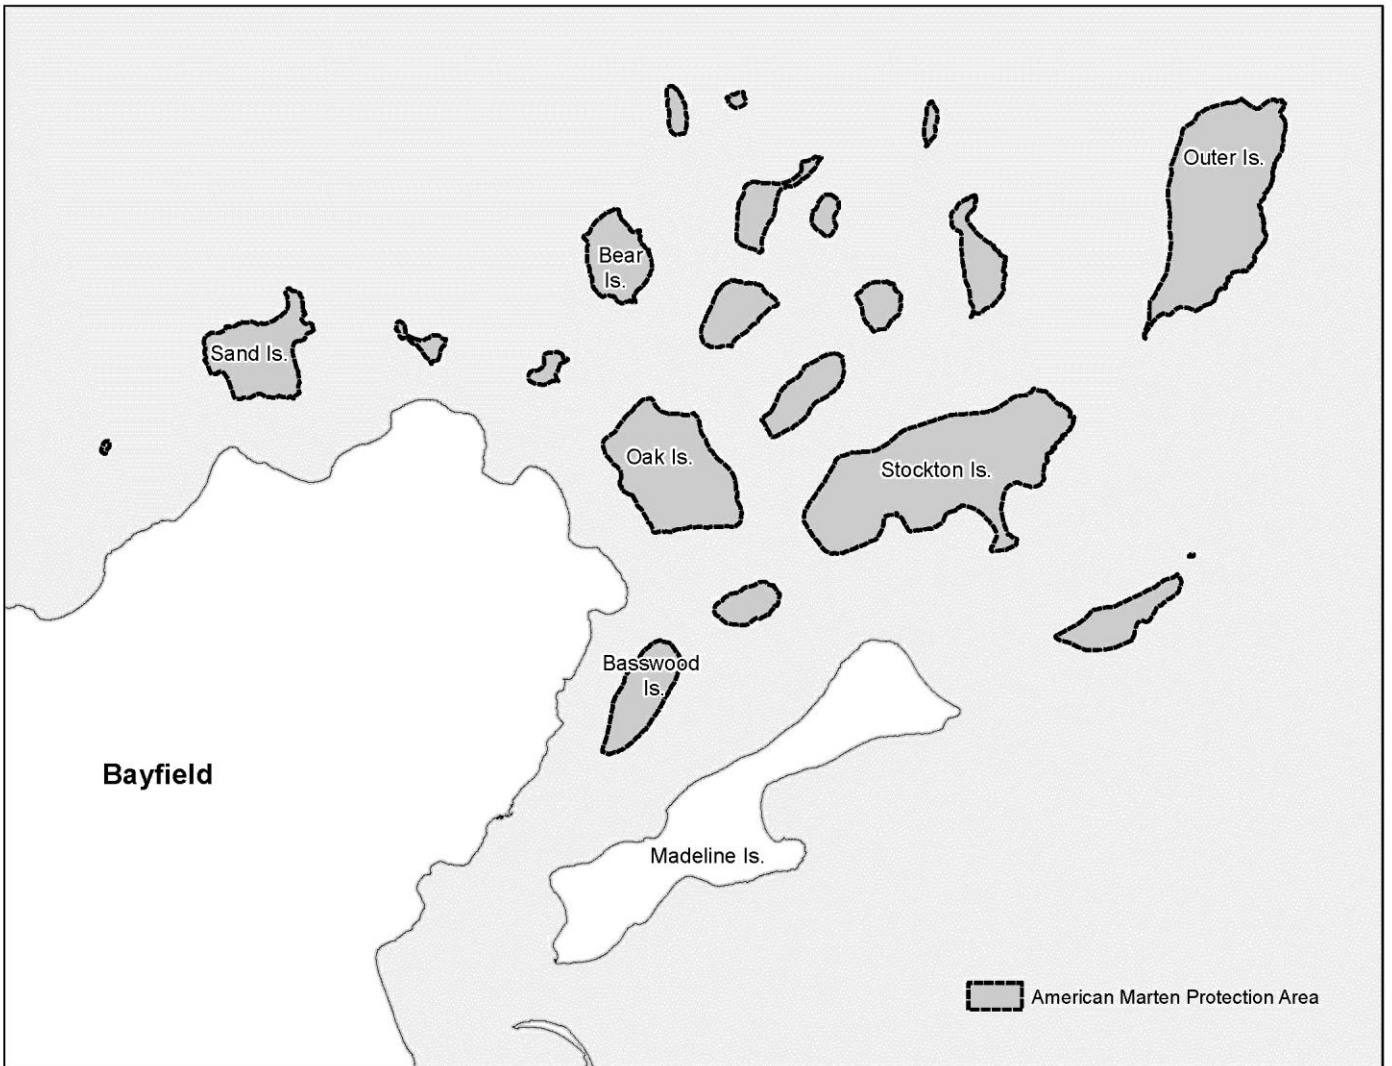 Outer Is.
Bear
Is.
Sand Is.
Oak Is.
Stockton Is.
Basswood
Is.
Bayfield
Madeline Is.
American Marten Protection Area